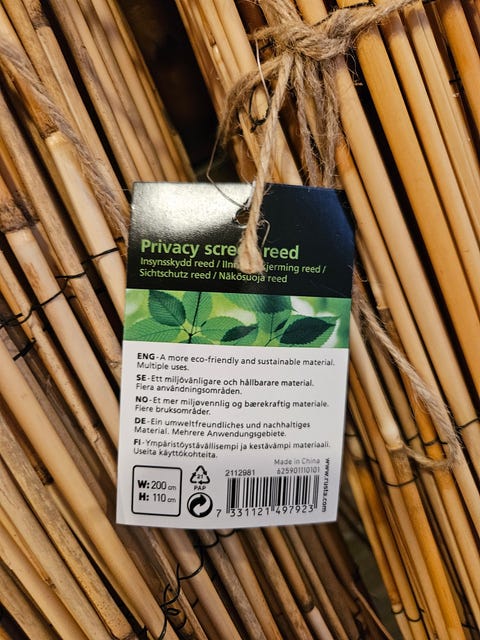 Privacy screen reed
Insynsskydd reed / skjerming reed /
Sichtschutz reed / Näkösuoja reed
ENG - A more eco-friendly and sustainable material.
Multiple uses.
SE - Ett miljövänligare och hållbarare material.
Flera användningsområden.
NO - Et mer miljøvennlig og bærekraftig materiale.
Flere bruksområder.
DE - Ein umweltfreundliches und nachhaltiges
Material. Mehrere Anwendungsgebiete.
FI - Ympäristöystävällisempi ja kestävämpi materiaali.
Useita käyttökohteita.
Made in China
2112981
625901110101
W: 200 cm
H: 110 cm
21
PAP
7 331121 497923
www.rusta.com